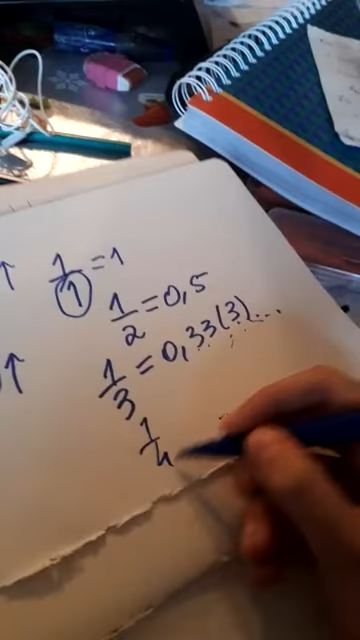 ↑ 1/1 = 1
1/2 = 0,5
↑ 1/3 = 0,33(3)...
1/4